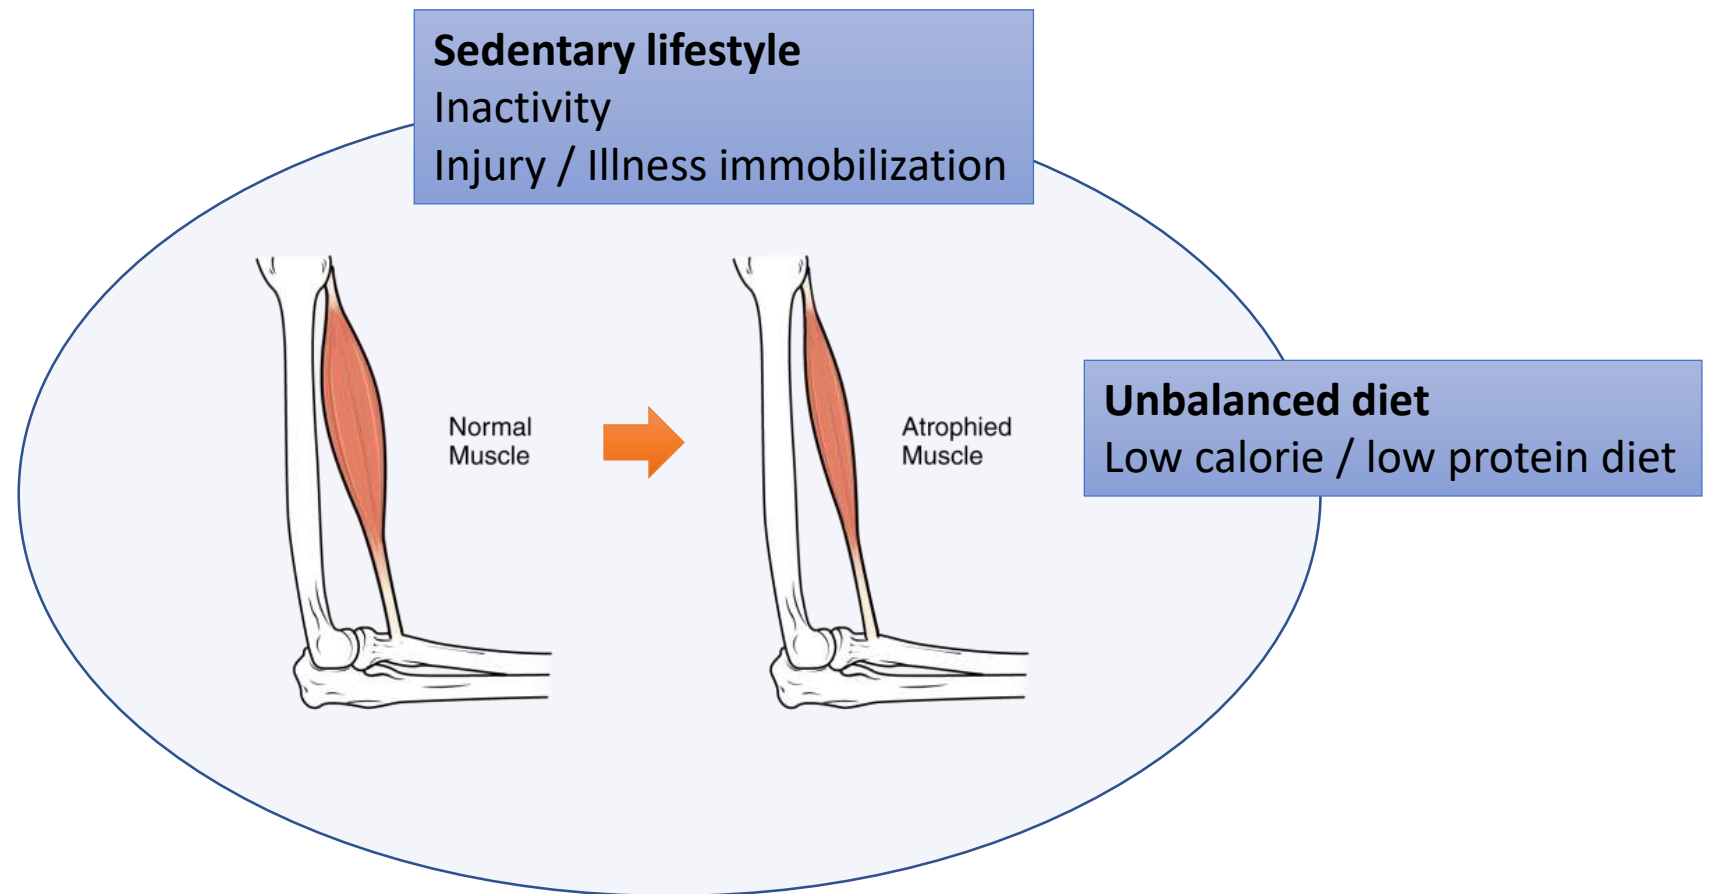 Sedentary lifestyle
Inactivity
Injury / Illness immobilization
Normal
Muscle
Atrophied
Muscle
Unbalanced diet
Low calorie / low protein diet